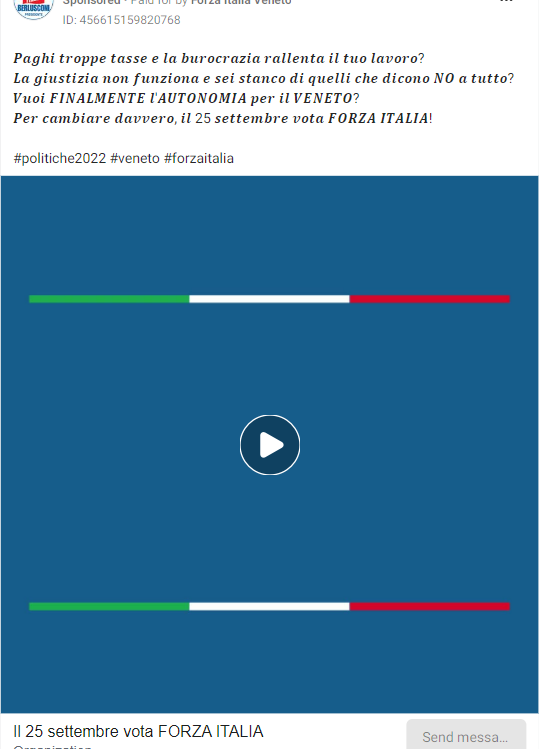 BERLUSCONI
PRESIDENTE
Sponsored • Paid for by Forza Italia Veneto
ID: 456615159820768
Paghi troppe tasse e la burocrazia rallenta il tuo lavoro?
La giustizia non funziona e sei stanco di quelli che dicono NO a tutto?
Vuoi FINALMENTE l'AUTONOMIA per il VENETO?
Per cambiare davvero, il 25 settembre vota FORZA ITALIA!
#politiche2022 #veneto #forzaitalia
Il 25 settembre vota FORZA ITALIA
Send messa...
Organization